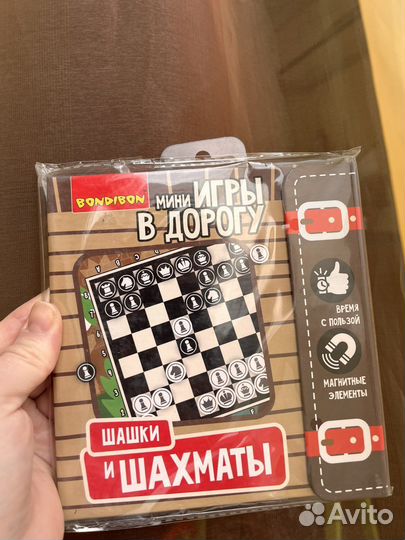 BONDIBON
МИНИ ИГРЫ
В ДОРОГУ
ВРЕМЯ
С ПОЛЬЗОЙ
МАГНИТНЫЕ
ЭЛЕМЕНТЫ
ШАШКИ
И ШАХМАТЫ
Avito